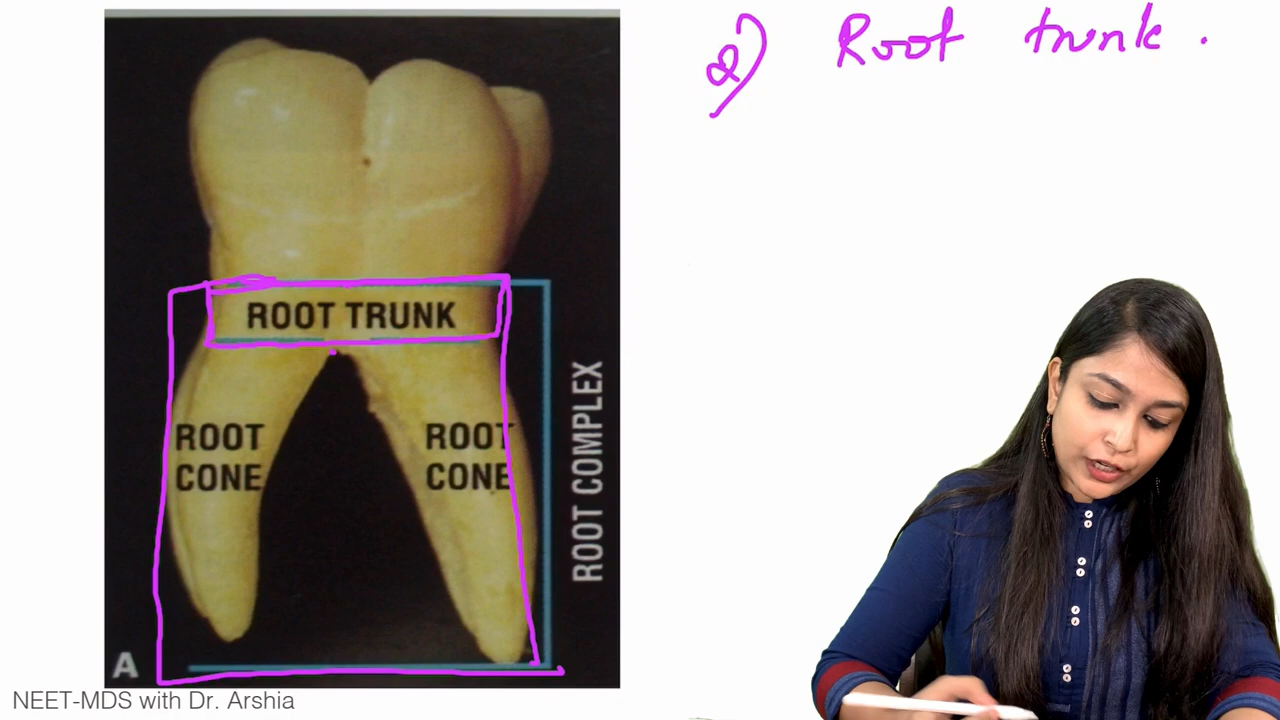 2) Root trunk.
ROOT TRUNK
ROOT
CONE
ROOT
CONE
ROOT COMPLEX
A
NEET-MDS with Dr. Arshia